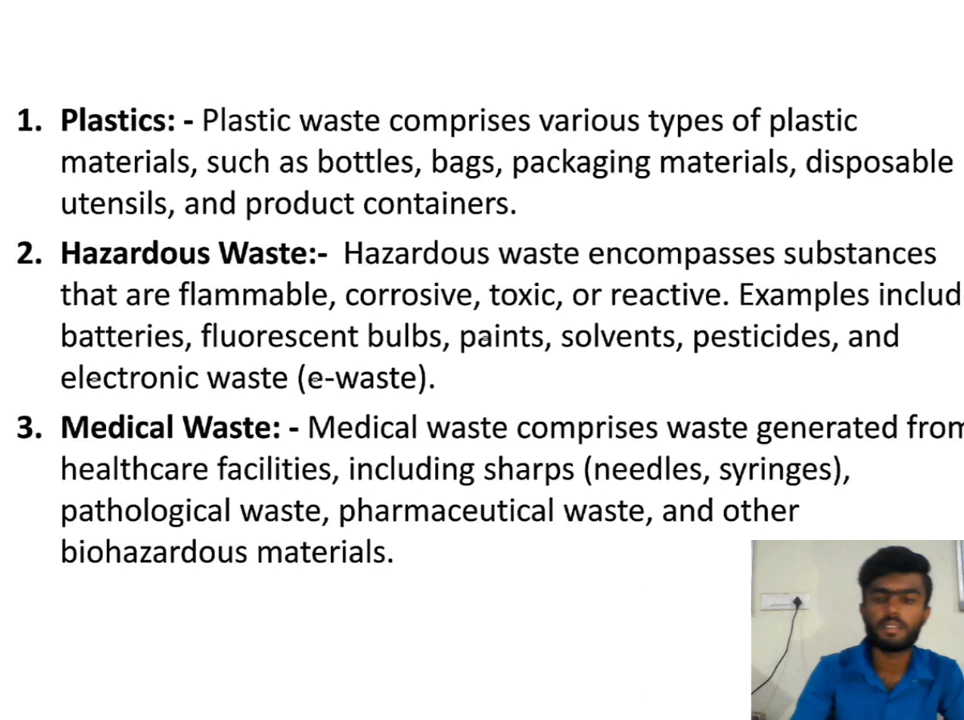 1. Plastics: - Plastic waste comprises various types of plastic
materials, such as bottles, bags, packaging materials, disposable
utensils, and product containers.
2. Hazardous Waste:- Hazardous waste encompasses substances
that are flammable, corrosive, toxic, or reactive. Examples includ
batteries, fluorescent bulbs, paints, solvents, pesticides, and
electronic waste (e-waste).
3. Medical Waste: - Medical waste comprises waste generated from
healthcare facilities, including sharps (needles, syringes),
pathological waste, pharmaceutical waste, and other
biohazardous materials.